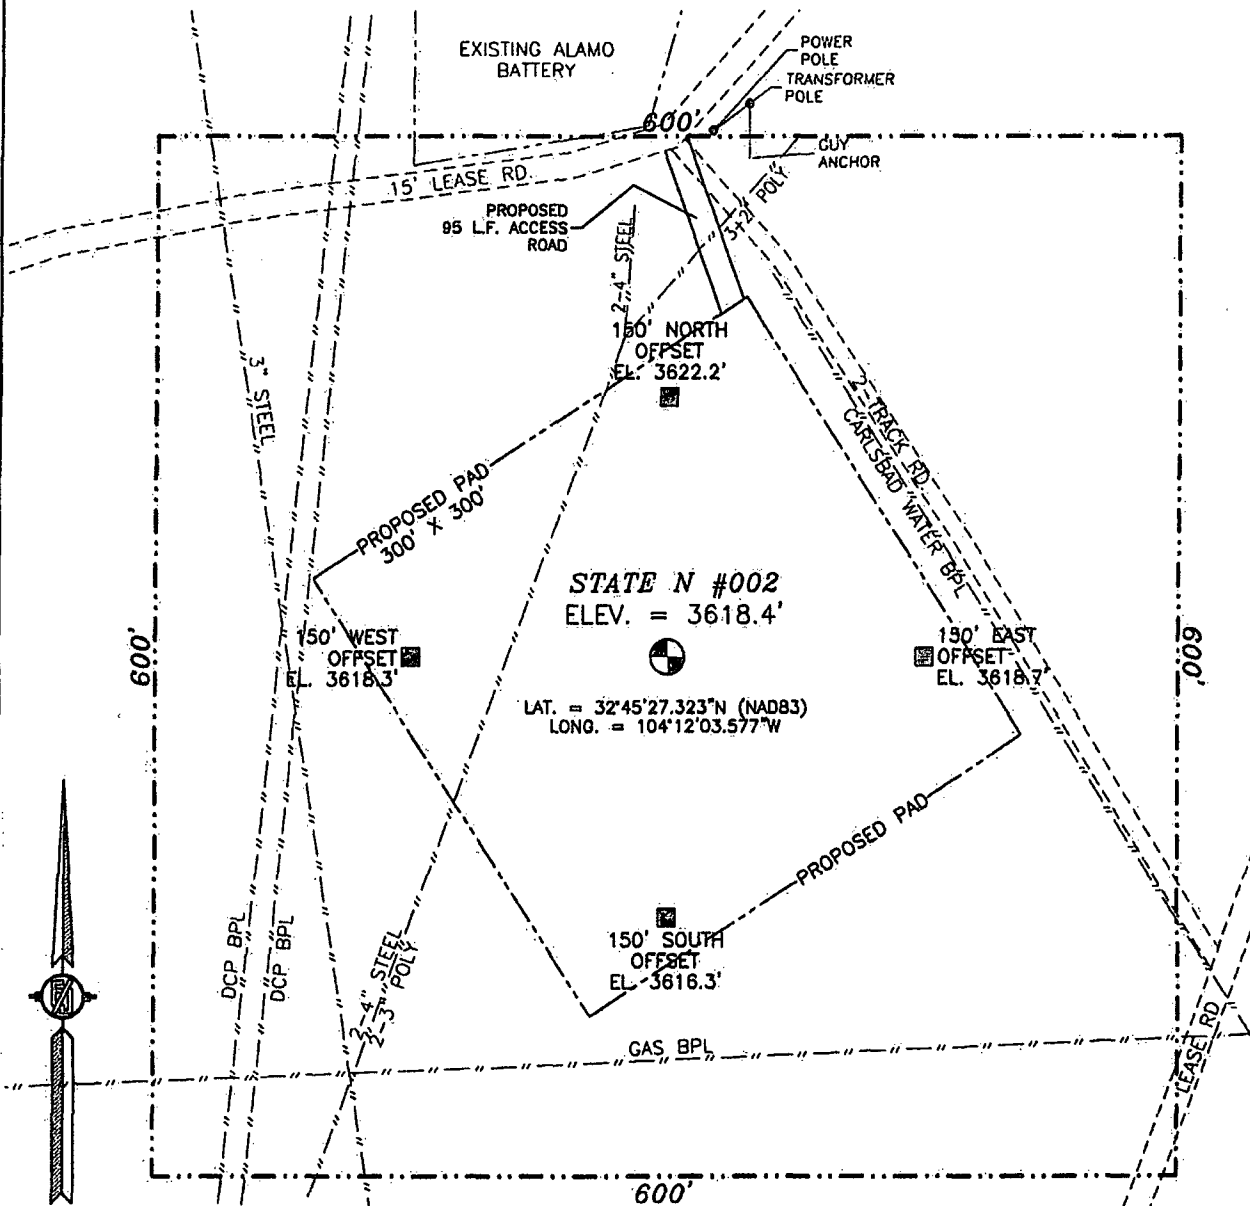 EXISTING ALAMO
BATTERY
POWER
POLE
TRANSFORMER
POLE
600'
GUY
ANCHOR
15' LEASE RD
PROPOSED
95 L.F. ACCESS
ROAD
2-4" STEEL
3+2" POLY
150' NORTH
OFFSET
EL. 3622.2'
3" STEEL
2-TRACK RD
CARLSBAD WATER BPL
PROPOSED PAD
300' X 300'
STATE N #002
ELEV. = 3618.4'
600'
150' WEST
OFFSET
EL. 3618.3'
150' EAST
OFFSET
EL. 3618.7'
600'
LAT. = 32°45'27.323"N (NAD83)
LONG. = 104°12'03.577"W
PROPOSED PAD
150' SOUTH
OFFSET
EL. 3616.3'
DCP BPL
DCP BPL
2-4" STEEL
2-3" POLY
GAS BPL
LEASE RD
600'